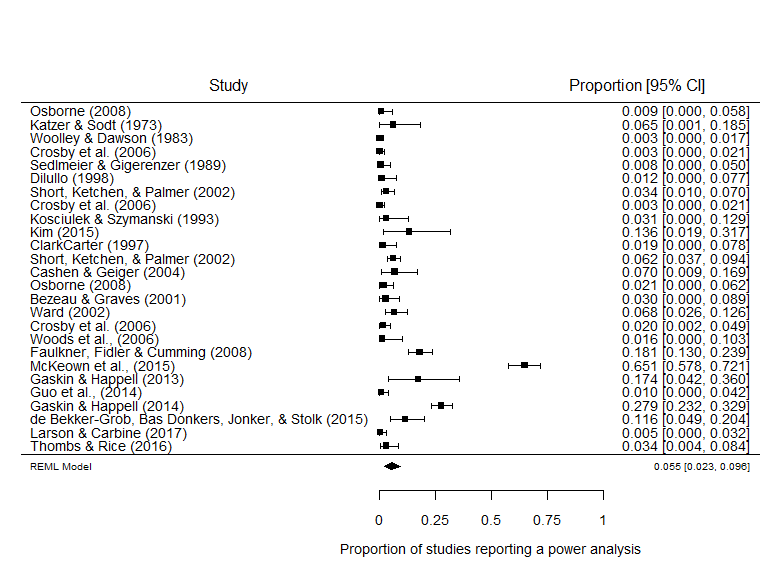 Study Proportion [95% CI]
Osborne (2008) 0.009 [0.000, 0.058]
Katzer & Sodt (1973) 0.065 [0.001, 0.185]
Woolley & Dawson (1983) 0.003 [0.000, 0.017]
Crosby et al. (2006) 0.003 [0.000, 0.021]
Sedlmeier & Gigerenzer (1989) 0.008 [0.000, 0.050]
Dilullo (1998) 0.012 [0.000, 0.077]
Short, Ketchen, & Palmer (2002) 0.034 [0.010, 0.070]
Crosby et al. (2006) 0.003 [0.000, 0.021]
Kosciulek & Szymanski (1993) 0.031 [0.000, 0.129]
Kim (2015) 0.136 [0.019, 0.317]
ClarkCarter (1997) 0.019 [0.000, 0.078]
Short, Ketchen, & Palmer (2002) 0.062 [0.037, 0.094]
Cashen & Geiger (2004) 0.070 [0.009, 0.169]
Osborne (2008) 0.021 [0.000, 0.062]
Bezeau & Graves (2001) 0.030 [0.000, 0.089]
Ward (2002) 0.068 [0.026, 0.126]
Crosby et al. (2006) 0.020 [0.002, 0.049]
Woods et al., (2006) 0.016 [0.000, 0.103]
Faulkner, Fidler & Cumming (2008) 0.181 [0.130, 0.239]
McKeown et al., (2015) 0.651 [0.578, 0.721]
Gaskin & Happell (2013) 0.174 [0.042, 0.360]
Guo et al., (2014) 0.010 [0.000, 0.042]
Gaskin & Happell (2014) 0.279 [0.232, 0.329]
de Bekker-Grob, Bas Donkers, Jonker, & Stolk (2015) 0.116 [0.049, 0.204]
Larson & Carbine (2017) 0.005 [0.000, 0.032]
Thombs & Rice (2016) 0.034 [0.004, 0.084]
REML Model 0.055 [0.023, 0.096]
0 0.25 0.5 0.75 1
Proportion of studies reporting a power analysis